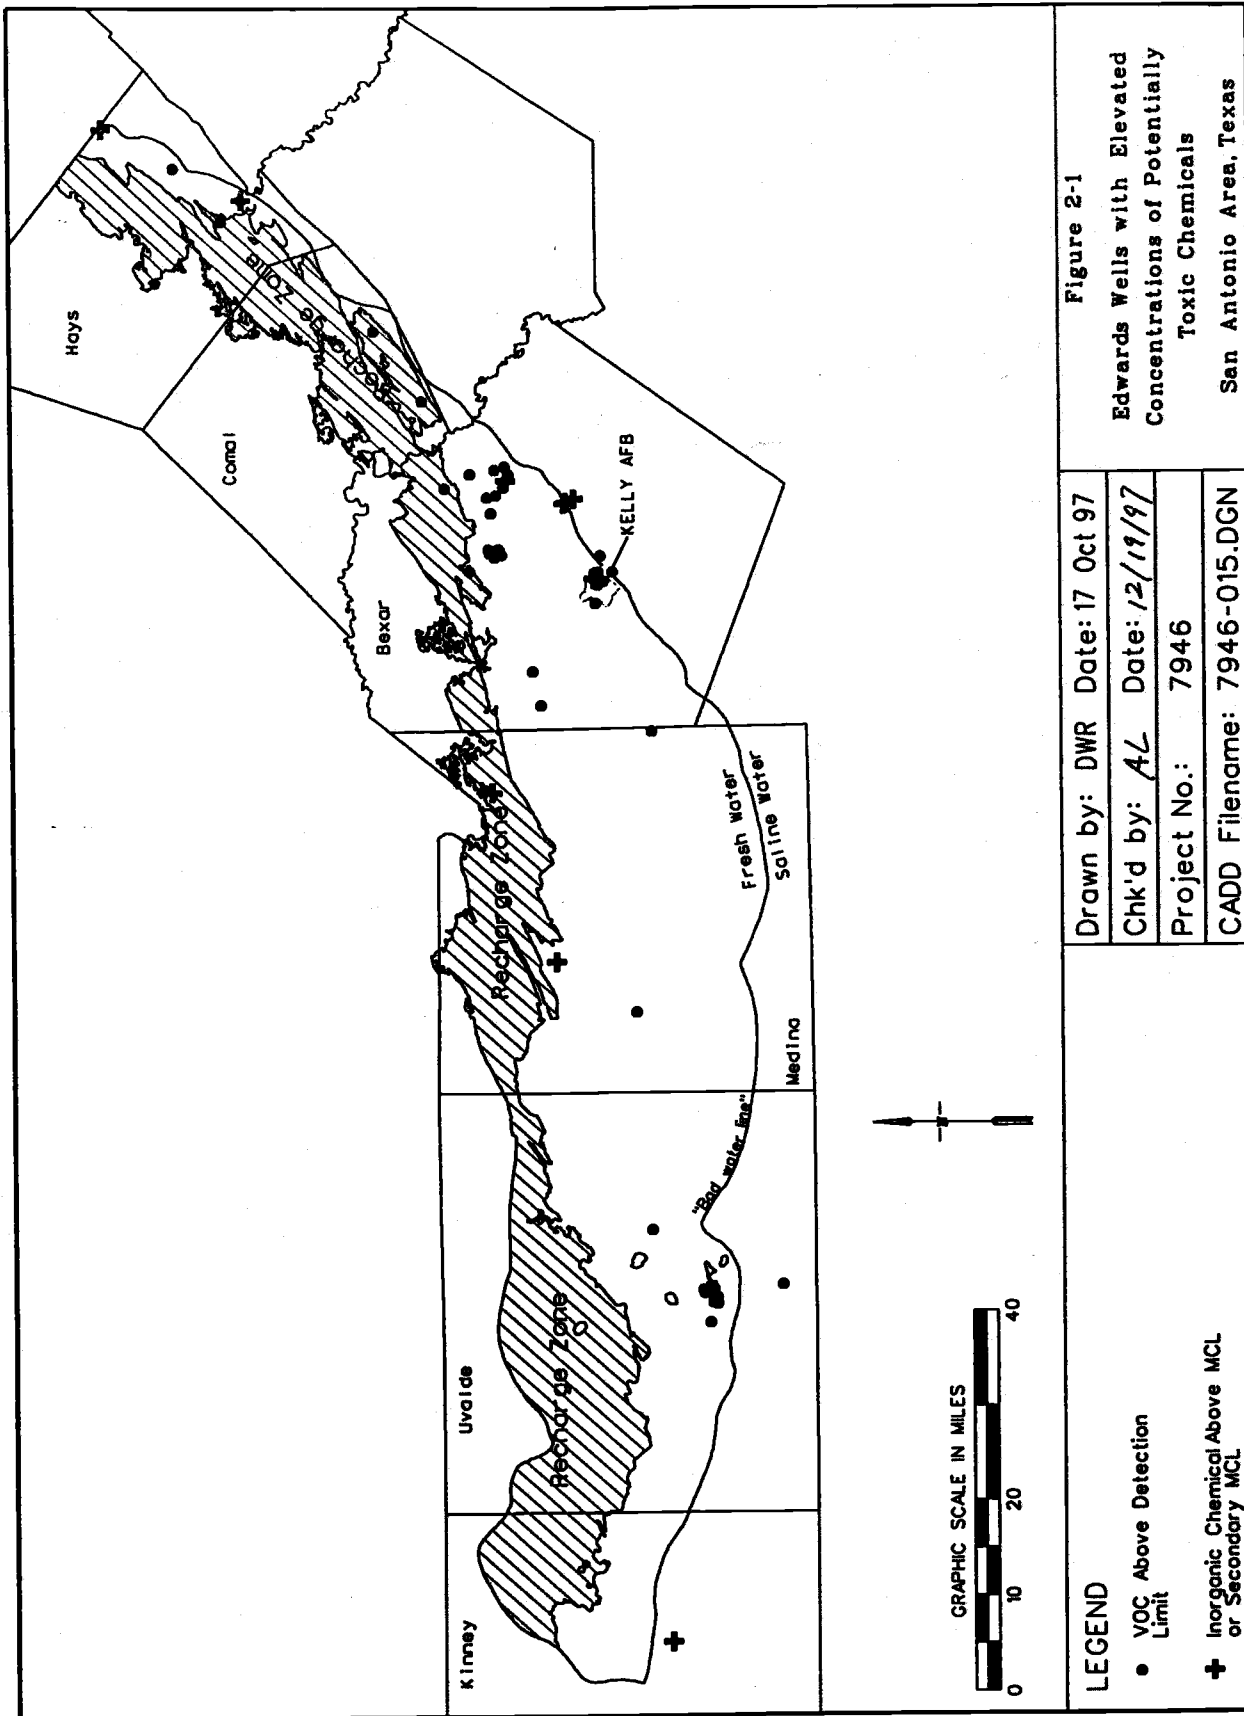 Kinney
Uvalde
Medina
Bexar
Comal
Hays
Recharge Zone
Recharge Zone
Recharge Zone
KELLY AFB
Fresh Water
Saline Water
"Bad water line"
-N-
GRAPHIC SCALE IN MILES
0 10 20 40
LEGEND
VOC Above Detection
Limit
Inorganic Chemical Above MCL
or Secondary MCL
Drawn by: DWR Date: 17 Oct 97
Chk'd by: AL Date: 12/19/97
Project No.: 7946
CADD Filename: 7946-015.DGN
Figure 2-1
Edwards Wells with Elevated
Concentrations of Potentially
Toxic Chemicals
San Antonio Area, Texas